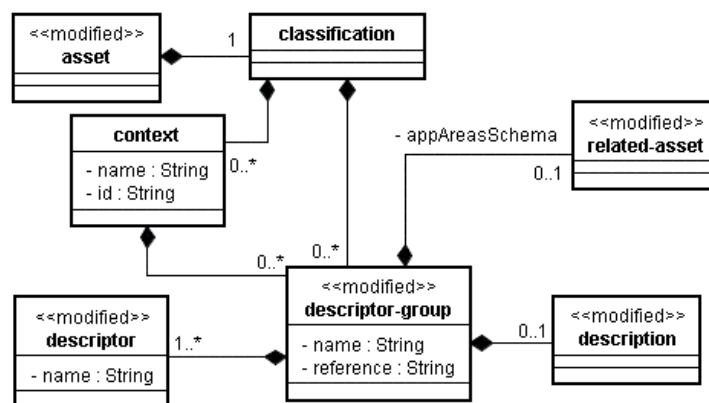 <<modified>>
asset
1
classification
context
- name : String
- id : String
0..*
- appAreasSchema
0..1
<<modified>>
related-asset
0..*
0..*
<<modified>>
descriptor
- name : String
1..*
<<modified>>
descriptor-group
- name : String
- reference : String
0..1
<<modified>>
description